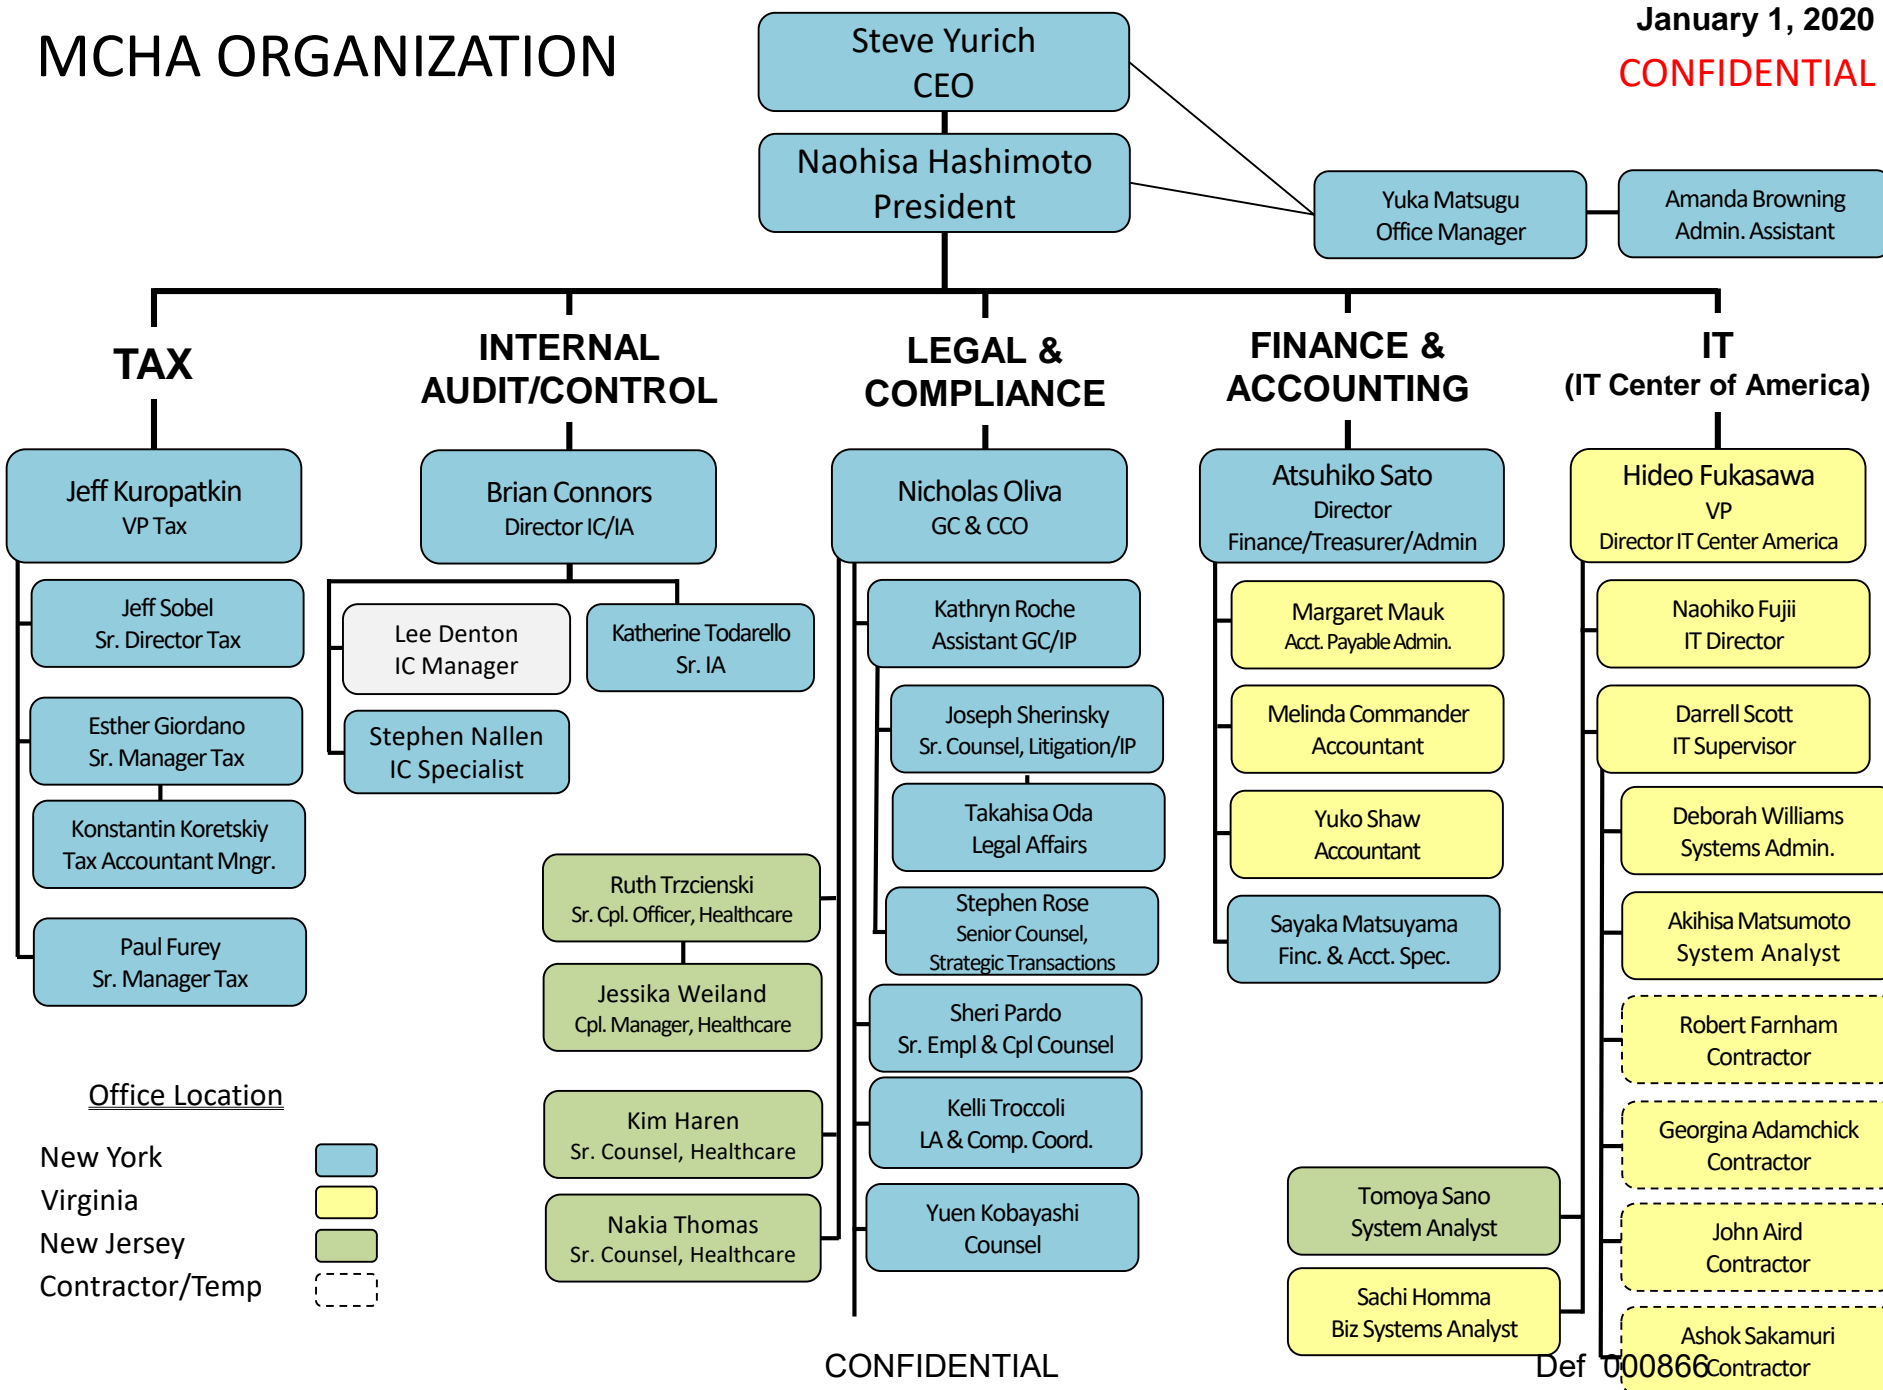 MCHA ORGANIZATION
January 1, 2020
CONFIDENTIAL
Steve Yurich
CEO
Naohisa Hashimoto
President
Yuka Matsugu
Office Manager
Amanda Browning
Admin. Assistant
TAX
Jeff Kuropatkin
VP Tax
Jeff Sobel
Sr. Director Tax
Esther Giordano
Sr. Manager Tax
Konstantin Koretskiy
Tax Accountant Mngr.
Paul Furey
Sr. Manager Tax
INTERNAL
AUDIT/CONTROL
Brian Connors
Director IC/IA
Lee Denton
IC Manager
Katherine Todarello
Sr. IA
Stephen Nallen
IC Specialist
LEGAL &
COMPLIANCE
Nicholas Oliva
GC & CCO
Kathryn Roche
Assistant GC/IP
Joseph Sherinsky
Sr. Counsel, Litigation/IP
Takahisa Oda
Legal Affairs
Stephen Rose
Senior Counsel,
Strategic Transactions
Sheri Pardo
Sr. Empl & Cpl Counsel
Kelli Troccoli
LA & Comp. Coord.
Yuen Kobayashi
Counsel
Ruth Trzcienski
Sr. Cpl. Officer, Healthcare
Jessika Weiland
Cpl. Manager, Healthcare
Kim Haren
Sr. Counsel, Healthcare
Nakia Thomas
Sr. Counsel, Healthcare
FINANCE &
ACCOUNTING
Atsuhiko Sato
Director
Finance/Treasurer/Admin
Margaret Mauk
Acct. Payable Admin.
Melinda Commander
Accountant
Yuko Shaw
Accountant
Sayaka Matsuyama
Finc. & Acct. Spec.
IT
(IT Center of America)
Hideo Fukasawa
VP
Director IT Center America
Naohiko Fujii
IT Director
Darrell Scott
IT Supervisor
Deborah Williams
Systems Admin.
Akihisa Matsumoto
System Analyst
Robert Farnham
Contractor
Georgina Adamchick
Contractor
John Aird
Contractor
Ashok Sakamuri
Contractor
Tomoya Sano
System Analyst
Sachi Homma
Biz Systems Analyst
Office Location
New York
Virginia
New Jersey
Contractor/Temp
CONFIDENTIAL
Def 000866